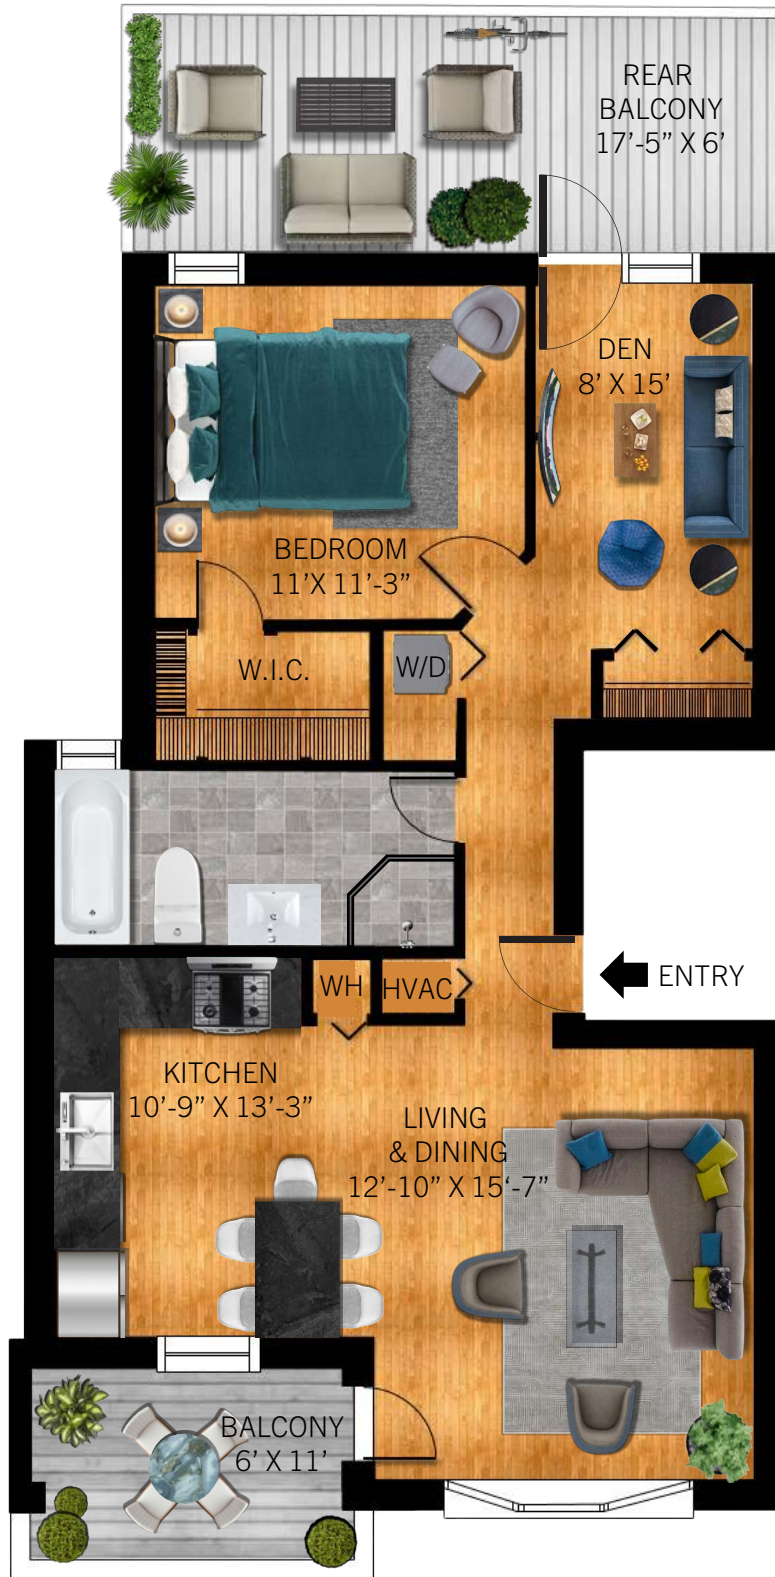 REAR
BALCONY
17'-5" X 6'
DEN
8' X 15'
BEDROOM
11'X 11'-3"
W.I.C.
W/D
ENTRY
WH
HVAC
KITCHEN
10'-9" X 13'-3"
LIVING
& DINING
12'-10" X 15'-7"
BALCONY
6' X 11'